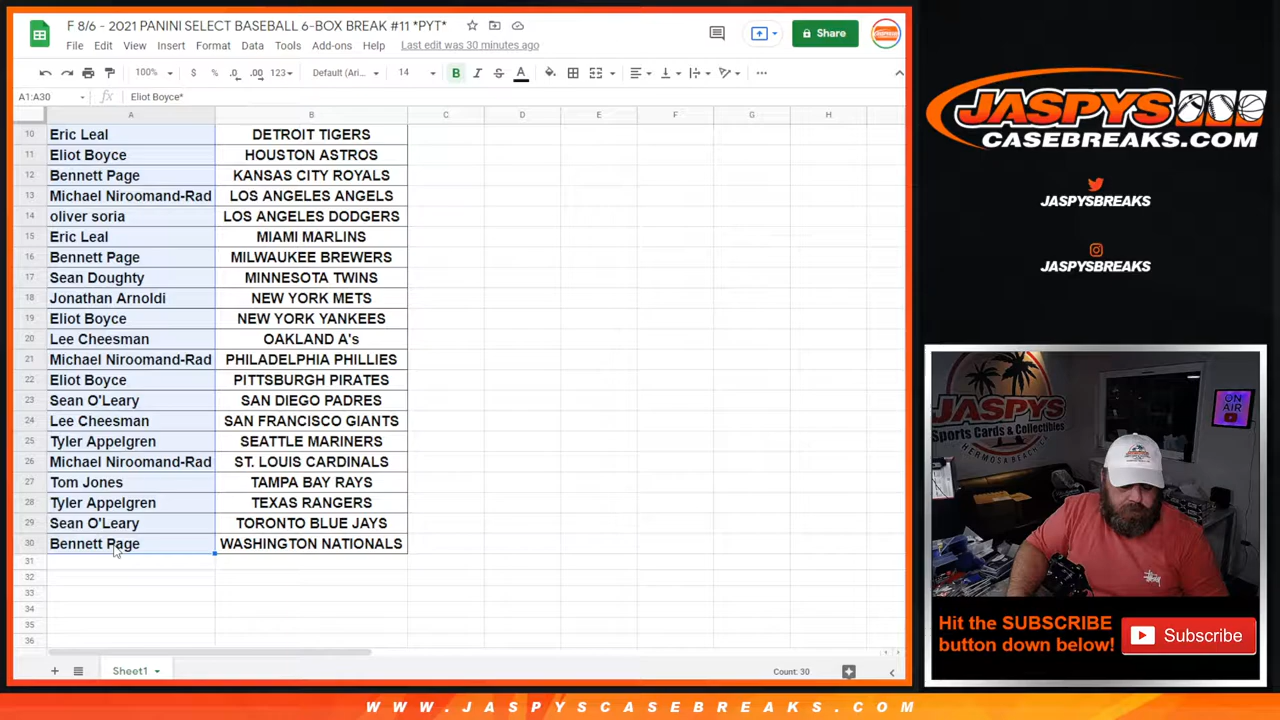 F 8/6 - 2021 PANINI SELECT BASEBALL 6-BOX BREAK #11 *PYT*
File Edit View Insert Format Data Tools Add-ons Help Last edit was 30 minutes ago
Share
100% $ % .0 .00 123 Default (Ari... 14 B I S A
A1:A30 fx Eliot Boyce*
A B C D E F G H
10 Eric Leal DETROIT TIGERS
11 Eliot Boyce HOUSTON ASTROS
12 Bennett Page KANSAS CITY ROYALS
13 Michael Niroomand-Rad LOS ANGELES ANGELS
14 oliver soria LOS ANGELES DODGERS
15 Eric Leal MIAMI MARLINS
16 Bennett Page MILWAUKEE BREWERS
17 Sean Doughty MINNESOTA TWINS
18 Jonathan Arnoldi NEW YORK METS
19 Eliot Boyce NEW YORK YANKEES
20 Lee Cheesman OAKLAND A's
21 Michael Niroomand-Rad PHILADELPHIA PHILLIES
22 Eliot Boyce PITTSBURGH PIRATES
23 Sean O'Leary SAN DIEGO PADRES
24 Lee Cheesman SAN FRANCISCO GIANTS
25 Tyler Appelgren SEATTLE MARINERS
26 Michael Niroomand-Rad ST. LOUIS CARDINALS
27 Tom Jones TAMPA BAY RAYS
28 Tyler Appelgren TEXAS RANGERS
29 Sean O'Leary TORONTO BLUE JAYS
30 Bennett Page WASHINGTON NATIONALS
31
32
33
34
35
36
Sheet1
Count: 30
JASPYS
CASEBREAKS.COM
JASPYSBREAKS
JASPYSBREAKS
JASPYS
Sports Cards & Collectibles
HERMOSA BEACH CA
ON
AIR
Hit the SUBSCRIBE
button down below!
Subscribe
WWW.JASPYSCASEBREAKS.COM